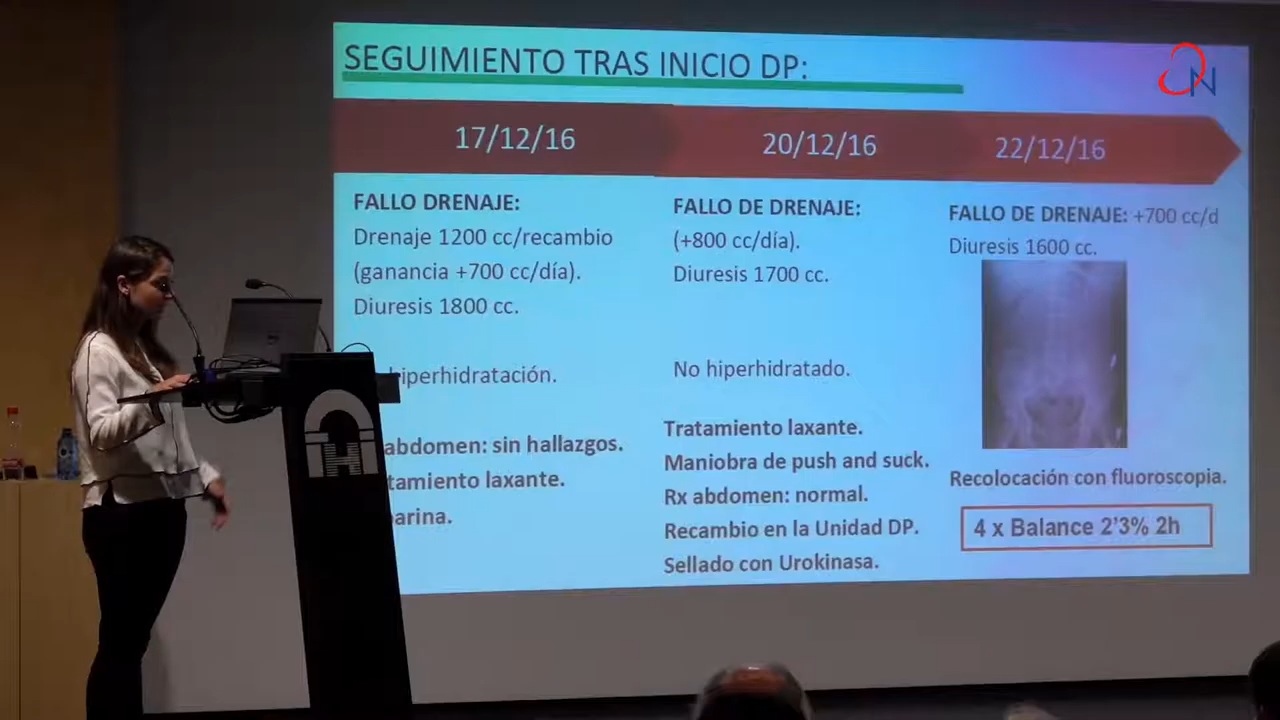 SEGUIMIENTO TRAS INICIO DP:
N
17/12/16
20/12/16
22/12/16
FALLO DRENAJE:
Drenaje 1200 cc/recambio
(ganancia +700 cc/día).
Diuresis 1800 cc.
hiperhidratación.
abdomen: sin hallazgos.
tamiento laxante.
arina.
FALLO DE DRENAJE:
(+800 cc/día).
Diuresis 1700 cc.
No hiperhidratado.
Tratamiento laxante.
Maniobra de push and suck.
Rx abdomen: normal.
Recambio en la Unidad DP.
Sellado con Urokinasa.
FALLO DE DRENAJE: +700 cc/d
Diuresis 1600 cc.
Recolocación con fluoroscopia.
4 x Balance 2'3% 2h